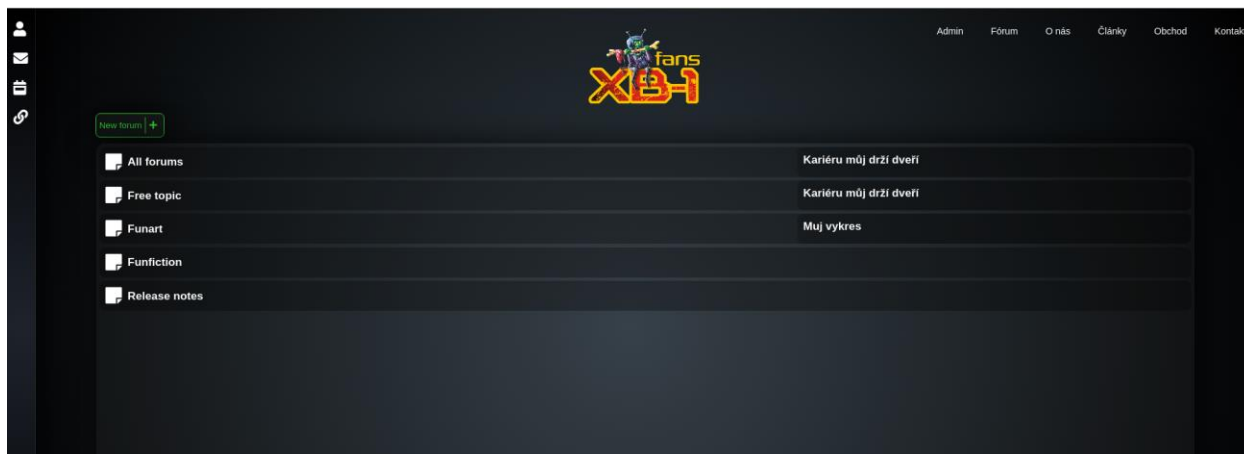 Admin Fórum O nás Články Obchod Kontak
fans
XB-1
New forum
All forums Kariéru můj drží dveří
Free topic Kariéru můj drží dveří
Funart Muj vykres
Funfiction
Release notes